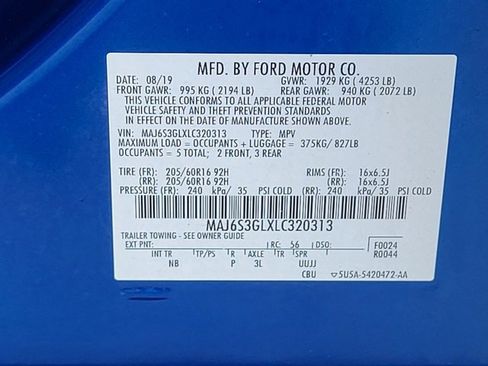 MFD. BY FORD MOTOR CO.
DATE: 08/19 GVWR: 1929 KG ( 4253 LB)
FRONT GAWR: 995 KG ( 2194 LB) REAR GAWR: 940 KG ( 2072 LB)
THIS VEHICLE CONFORMS TO ALL APPLICABLE FEDERAL MOTOR
VEHICLE SAFETY AND THEFT PREVENTION STANDARDS IN
EFFECT ON THE DATE OF MANUFACTURE SHOWN ABOVE.
VIN: MAJ6S3GLXLC320313 TYPE: MPV
MAXIMUM LOAD = OCCUPANTS + LUGGAGE = 375KG/ 827LB
OCCUPANTS = 5 TOTAL; 2 FRONT, 3 REAR
TIRE (FR): 205/60R16 92H RIMS (FR): 16x6.5J
(RR): 205/60R16 92H (RR): 16x6.5J
PRESSURE (FR): 240 kPa/ 35 PSI COLD (RR): 240 kPa/ 35 PSI COLD
MAJ6S3GLXLC320313
TRAILER TOWING - SEE OWNER GUIDE
EXT PNT: RC: 56 DSO: F0024
INT TR TP/PS R AXLE TR SPR R0044
NB P 3L UUJJ
CBU ▽5U5A-5420472-AA